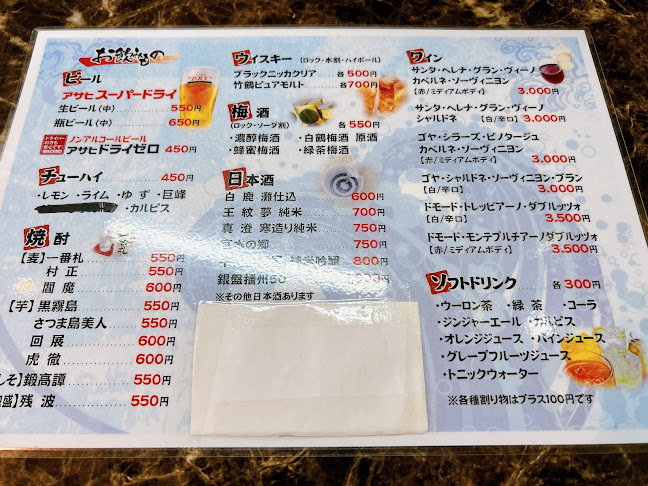 お飲みもの
ビール
アサヒ スーパードライ
生ビール(中) 550円
瓶ビール(中) 650円
ノンアルコールビール
アサヒ ドライゼロ 450円
チューハイ 450円
・レモン ・ライム ・ゆず ・巨峰
・カルピス
焼酎
【麦】一番札 550円
村正 550円
閻魔 600円
【芋】黒霧島 550円
さつま島美人 550円
回展 600円
虎徹 600円
しそ】鍛高譚 550円
盛】残波 550円
ウイスキー (ロック・水割・ハイボール)
ブラックニッカクリア 各500円
竹鶴ピュアモルト 各700円
梅酒
(ロック・ソーダ割) 各550円
・濃醇梅酒 ・白鶴梅酒 原酒
・蜂蜜梅酒 ・緑茶梅酒
日本酒
白鹿 灘仕込 600円
王紋 夢 純米 700円
真澄 寒造り純米 750円
の郷 750円
純米吟醸 800円
銀盤播州50 円
※その他日本酒あります
ワイン
サンタ・ヘレナ・グラン・ヴィーノ
カベルネ・ソーヴィニヨン
【赤/ミディアムボディ】 3,000円
サンタ・ヘレナ・グラン・ヴィーノ
シャルドネ 【白/辛口】 3,000円
ゴヤ・シラーズ・ピノタージュ
カベルネ・ソーヴィニヨン
【赤/ミディアムボディ】 3,000円
ゴヤ・シャルドネ・ソーヴィニヨン・ブラン
【白/辛口】 3,000円
ドモード・トレッビアーノ・ダブルッツォ
【白/辛口】 3,500円
ドモード・モンテプルチアーノ・ダブルッツォ
【赤/ミディアムボディ】 3,500円
ソフトドリンク 各300円
・ウーロン茶 ・緑茶 ・コーラ
・ジンジャーエール ・カルピス
・オレンジジュース ・パインジュース
・グレープフルーツジュース
・トニックウォーター
※各種割り物はプラス100円です